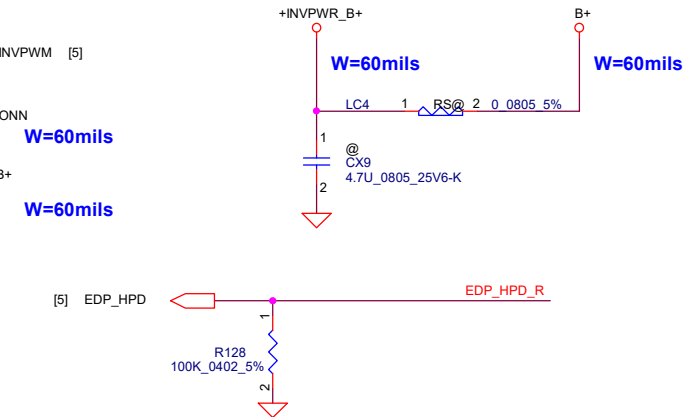 +INVPWR_B+
B+
INVPWM [5]
W=60mils
W=60mils
LC4 1 RS@ 2 0_0805_5%
ONN
W=60mils
1
@
CX9
4.7U_0805_25V6-K
2
B+
W=60mils
[5] EDP_HPD
EDP_HPD_R
1
R128
100K_0402_5%
2